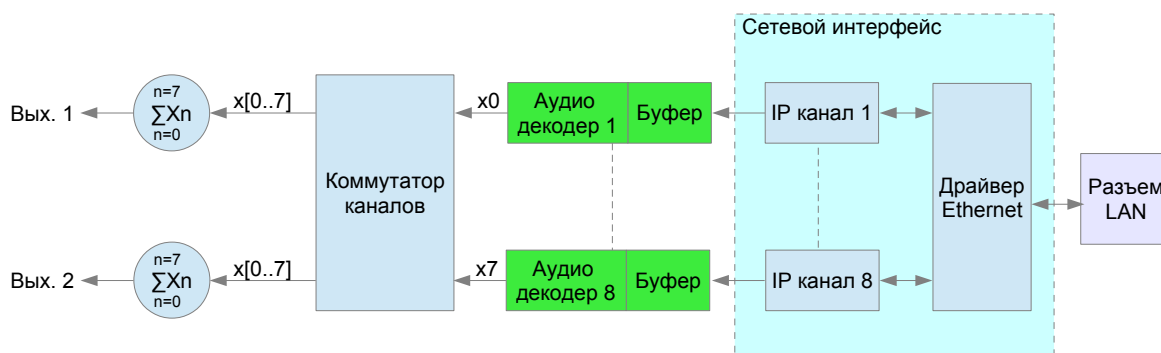 Сетевой интерфейс
n=7
∑Xn
n=0
Вых. 1
x[0..7]
x0
Аудио
декодер 1
Буфер
IP канал 1
Коммутатор
каналов
Драйвер
Ethernet
Разъем
LAN
n=7
∑Xn
n=0
Вых. 2
x[0..7]
x7
Аудио
декодер 8
Буфер
IP канал 8